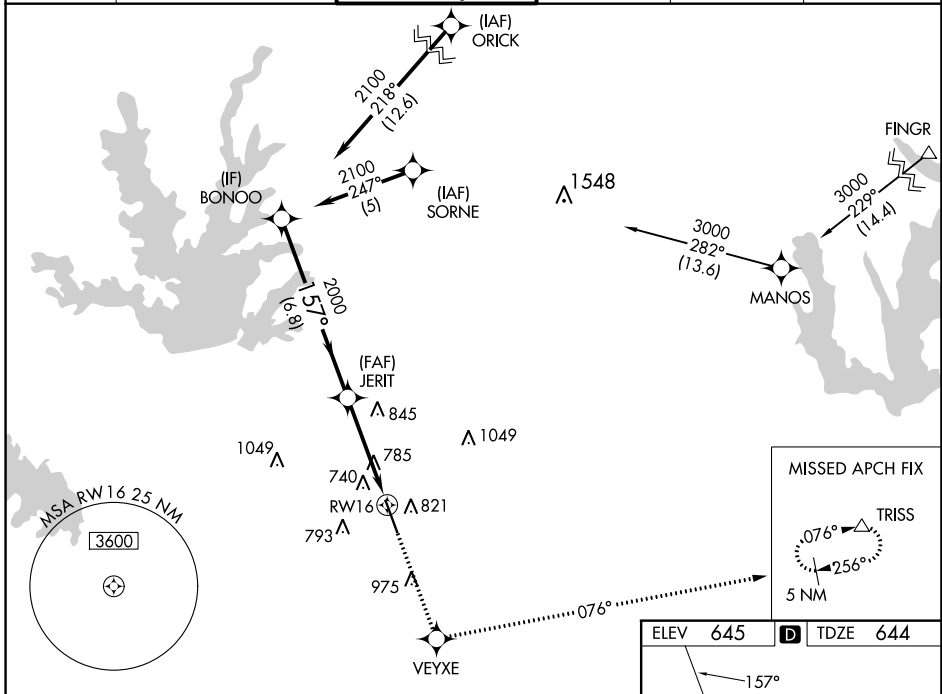 (IAF)
ORICK
2100
218°
(12.6)
FINGR
3000
229°
(14.4)
2100
247°
(5)
(IAF)
SORNE
1548
(IF)
BONOO
3000
282°
(13.6)
MANOS
2000
157°
(6.8)
(FAF)
JERIT
845
1049
1049
785
740
RW16
821
793
975
MSA RW16 25 NM
3600
MISSED APCH FIX
TRISS
076°
256°
5 NM
076°
VEYXE
ELEV 645 D TDZE 644
157°